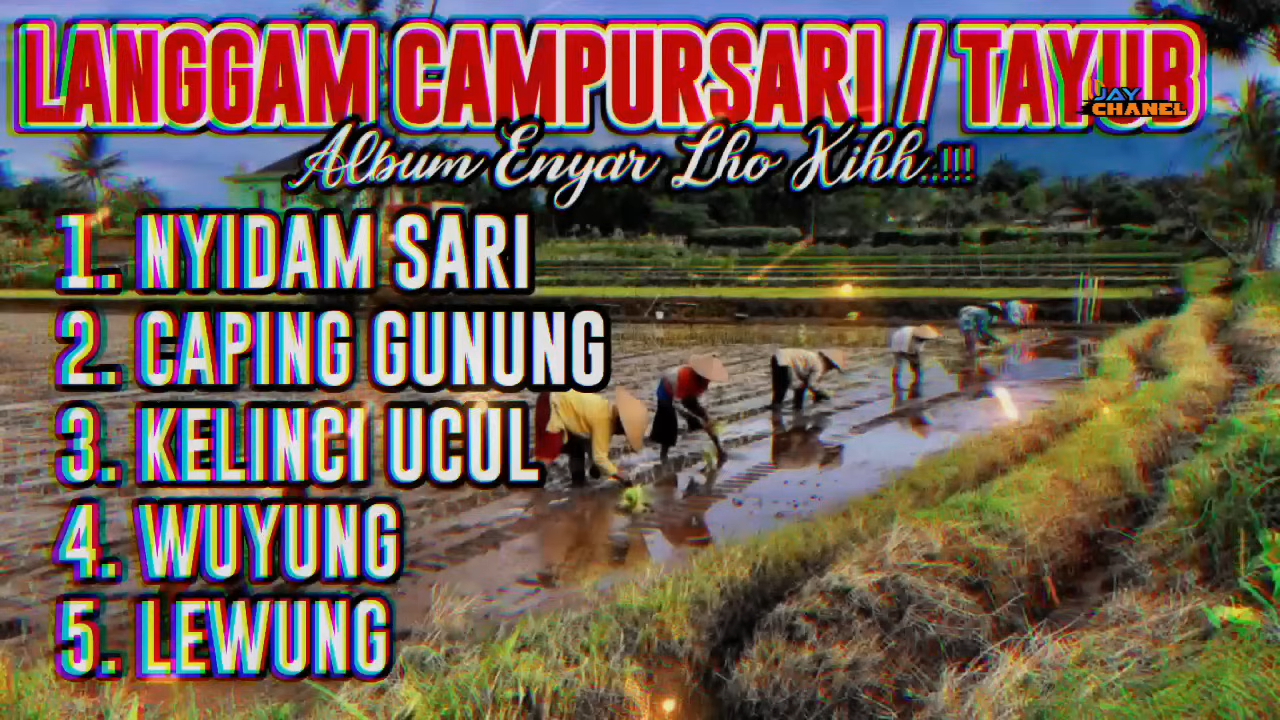 LANGGAM CAMPURSARI / TAYUB
JAY
CHANEL
Album Enyar Lho Kihh..!!!
1. NYIDAM SARI
2. CAPING GUNUNG
3. KELINCI UCUL
4. WUYUNG
5. LEWUNG